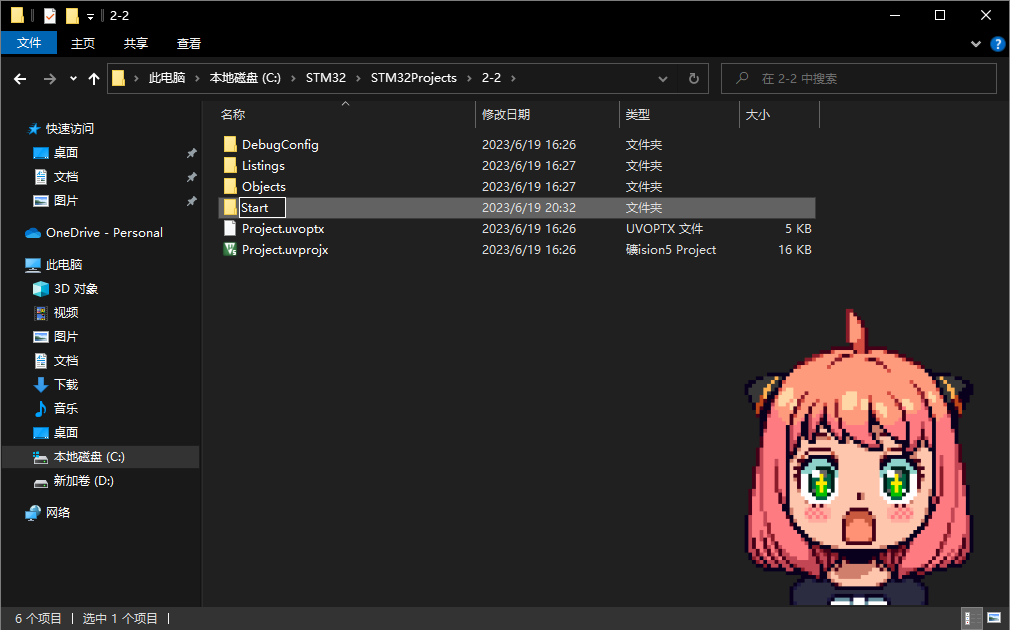 2-2
文件 主页 共享 查看
此电脑 本地磁盘 (C:) STM32 STM32Projects 2-2 在 2-2 中搜索
快速访问
桌面
文档
图片
OneDrive - Personal
此电脑
3D 对象
视频
图片
文档
下载
音乐
桌面
本地磁盘 (C:)
新加卷 (D:)
网络
名称 修改日期 类型 大小
DebugConfig 2023/6/19 16:26 文件夹
Listings 2023/6/19 16:27 文件夹
Objects 2023/6/19 16:27 文件夹
Start 2023/6/19 20:32 文件夹
Project.uvoptx 2023/6/19 16:26 UVOPTX 文件 5 KB
Project.uvprojx 2023/6/19 16:26 礦ision5 Project 16 KB
6 个项目 选中 1 个项目